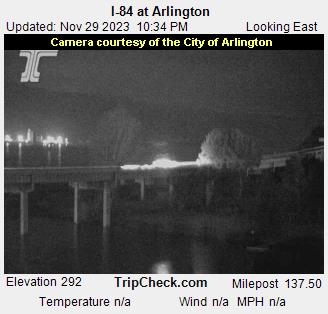 I-84 at Arlington
Updated: Nov 29 2023 10:34 PM Looking East
Camera courtesy of the City of Arlington
Elevation 292 TripCheck.com Milepost 137.50
Temperature n/a Wind n/a MPH n/a